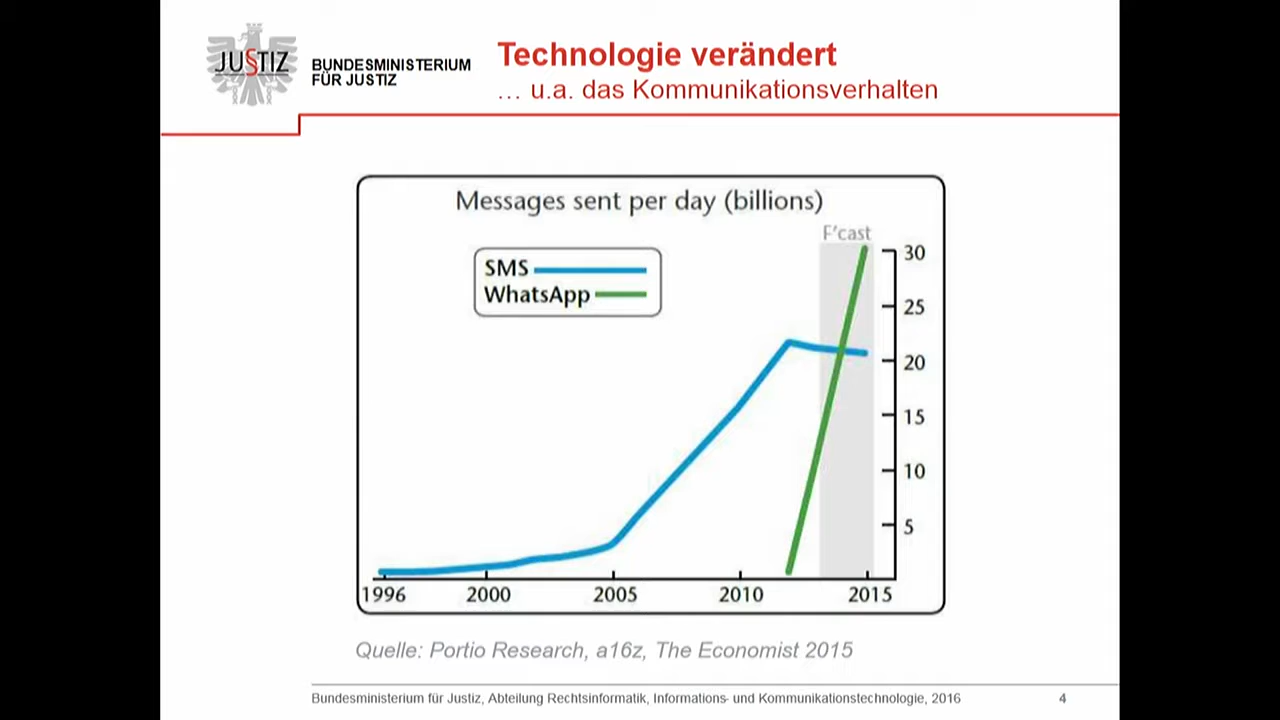 JU§TIZ
BUNDESMINISTERIUM
FÜR JUSTIZ
Technologie verändert
… u.a. das Kommunikationsverhalten
Messages sent per day (billions)
F'cast
SMS
WhatsApp
30
25
20
15
10
5
1996 2000 2005 2010 2015
Quelle: Portio Research, a16z, The Economist 2015
Bundesministerium für Justiz, Abteilung Rechtsinformatik, Informations- und Kommunikationstechnologie, 2016 4